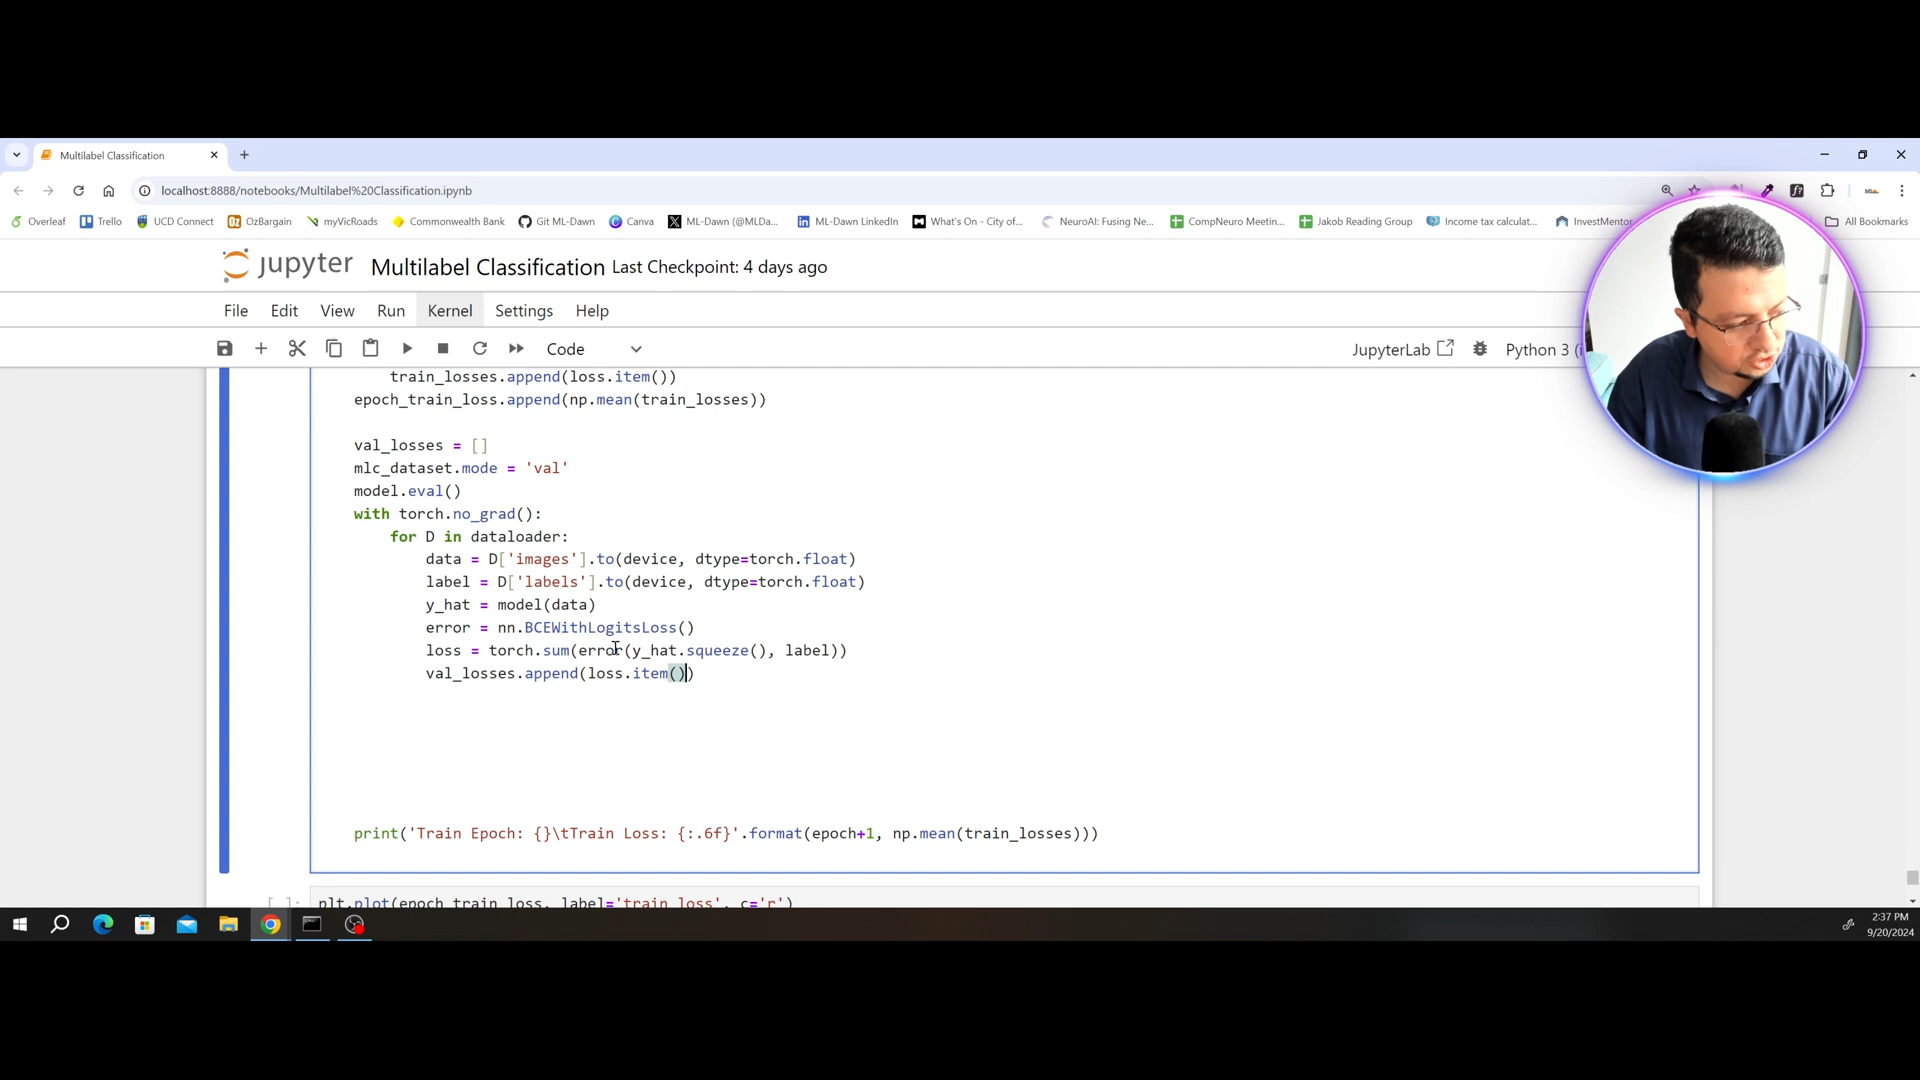 Multilabel Classification
localhost:8888/notebooks/Multilabel%20Classification.ipynb
Overleaf Trello UCD Connect OzBargain myVicRoads Commonwealth Bank Git ML-Dawn Canva ML-Dawn (@MLDa... ML-Dawn LinkedIn What's On - City of... NeuroAI: Fusing Ne... CompNeuro Meetin... Jakob Reading Group Income tax calculat... InvestMentor All Bookmarks
jupyter Multilabel Classification Last Checkpoint: 4 days ago
File Edit View Run Kernel Settings Help
Code JupyterLab Python 3 (i
train_losses.append(loss.item())
epoch_train_loss.append(np.mean(train_losses))
val_losses = []
mlc_dataset.mode = 'val'
model.eval()
with torch.no_grad():
for D in dataloader:
data = D['images'].to(device, dtype=torch.float)
label = D['labels'].to(device, dtype=torch.float)
y_hat = model(data)
error = nn.BCEWithLogitsLoss()
loss = torch.sum(error(y_hat.squeeze(), label))
val_losses.append(loss.item())
print('Train Epoch: {}\tTrain Loss: {:.6f}'.format(epoch+1, np.mean(train_losses)))
[ ]: plt.plot(epoch_train_loss, label='train_loss', c='r')
2:37 PM
9/20/2024